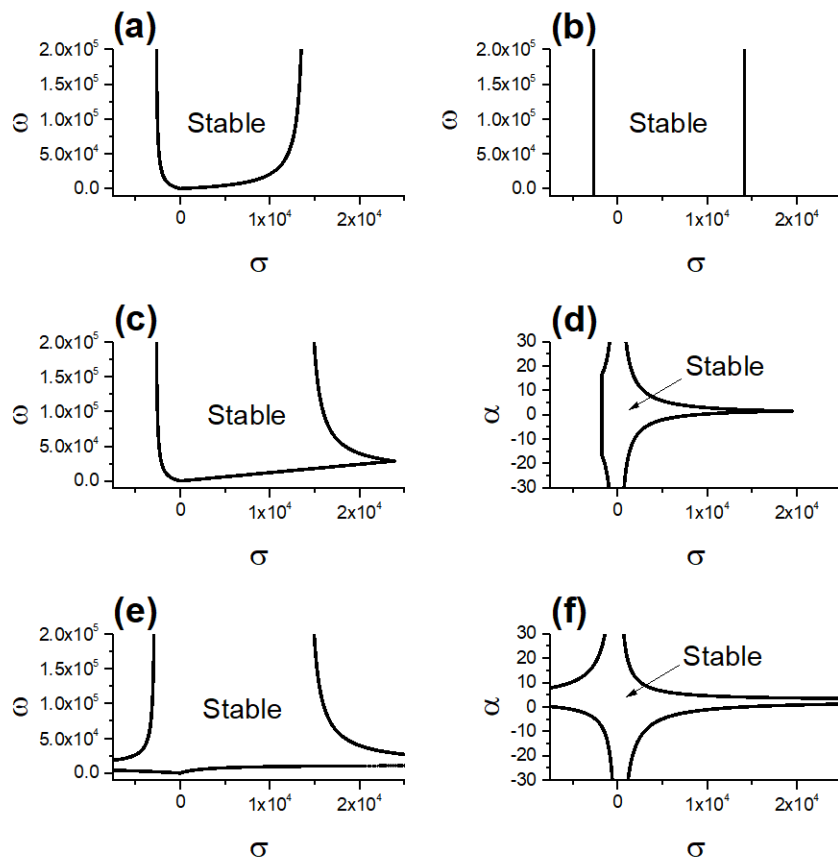 (a)
2.0x10⁵
1.5x10⁵
1.0x10⁵
5.0x10⁴
0.0
ω
Stable
0
1x10⁴
2x10⁴
σ
(b)
2.0x10⁵
1.5x10⁵
1.0x10⁵
5.0x10⁴
0.0
ω
Stable
0
1x10⁴
2x10⁴
σ
(c)
2.0x10⁵
1.5x10⁵
1.0x10⁵
5.0x10⁴
0.0
ω
Stable
0
1x10⁴
2x10⁴
σ
(d)
30
20
10
0
-10
-20
-30
α
Stable
0
1x10⁴
2x10⁴
σ
(e)
2.0x10⁵
1.5x10⁵
1.0x10⁵
5.0x10⁴
0.0
ω
Stable
0
1x10⁴
2x10⁴
σ
(f)
30
20
10
0
-10
-20
-30
α
Stable
0
1x10⁴
2x10⁴
σ